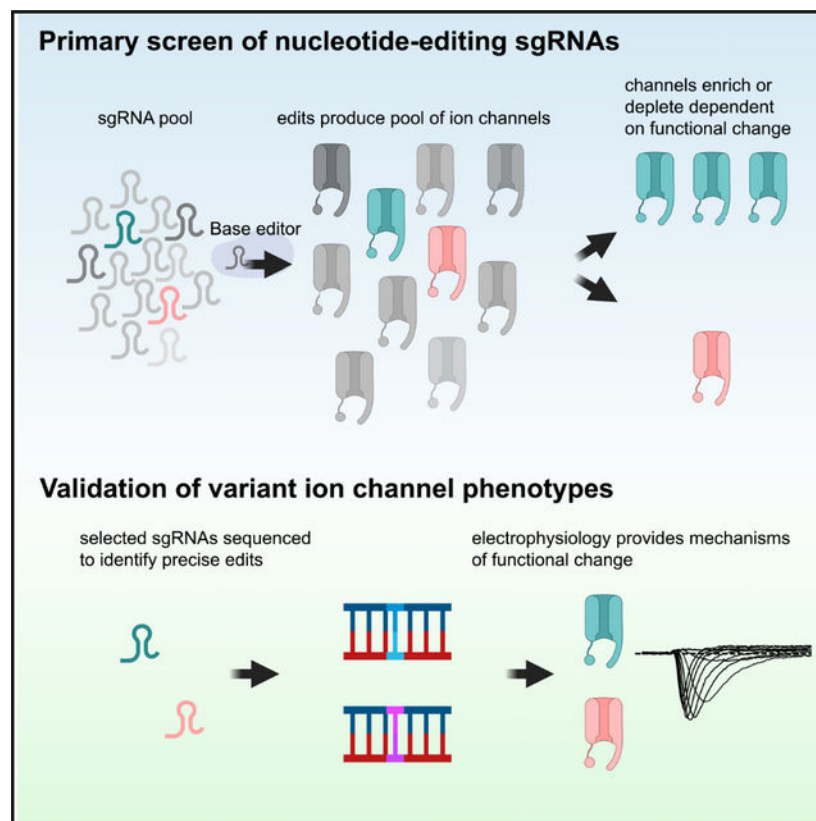 Primary screen of nucleotide-editing sgRNAs
sgRNA pool
edits produce pool of ion channels
channels enrich or
deplete dependent
on functional change
Base editor
Validation of variant ion channel phenotypes
selected sgRNAs sequenced
to identify precise edits
electrophysiology provides mechanisms
of functional change